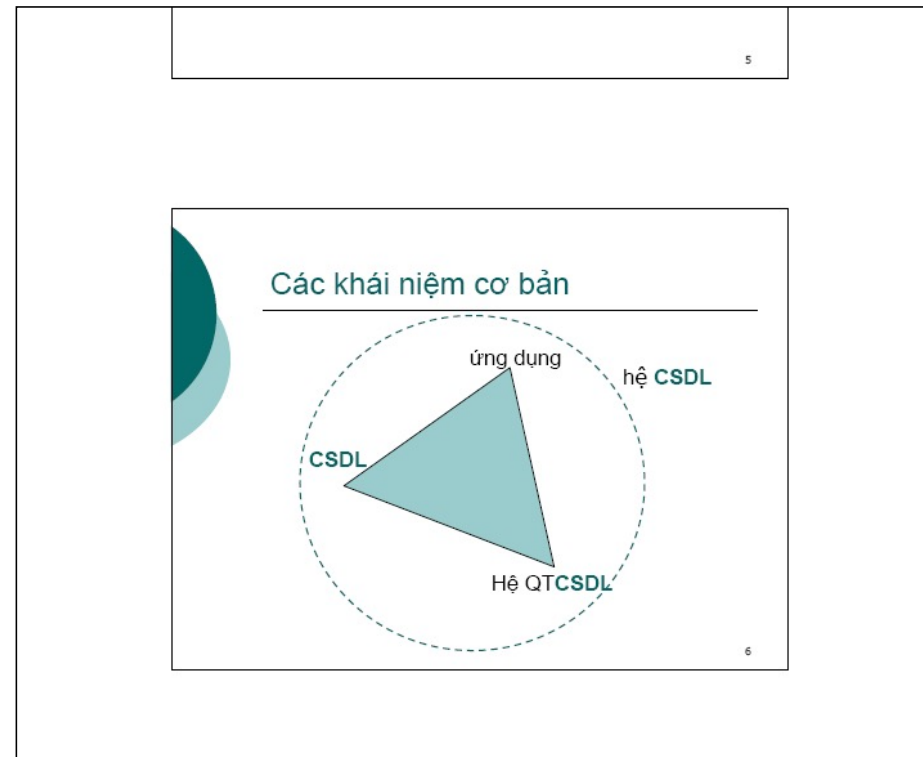 5
Các khái niệm cơ bản
ứng dụng
hệ CSDL
CSDL
Hệ QTCSDL
6